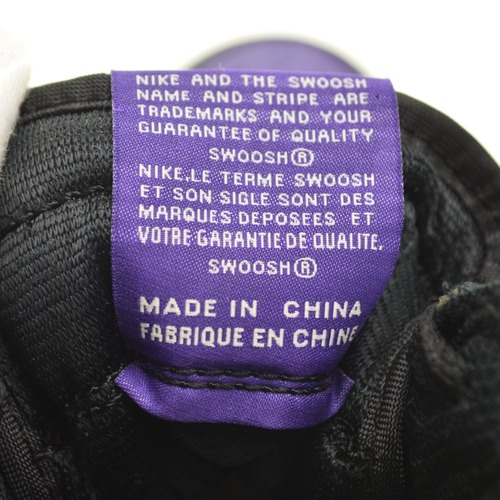 NIKE AND THE SWOOSH
NAME AND STRIPE ARE
TRADEMARKS AND YOUR
GUARANTEE OF QUALITY
SWOOSH®
NIKE.LE TERME SWOOSH
ET SON SIGLE SONT DES
MARQUES DEPOSEES ET
VOTRE GARANTIE DE QUALITE.
SWOOSH®
MADE IN CHINA
FABRIQUE EN CHINE